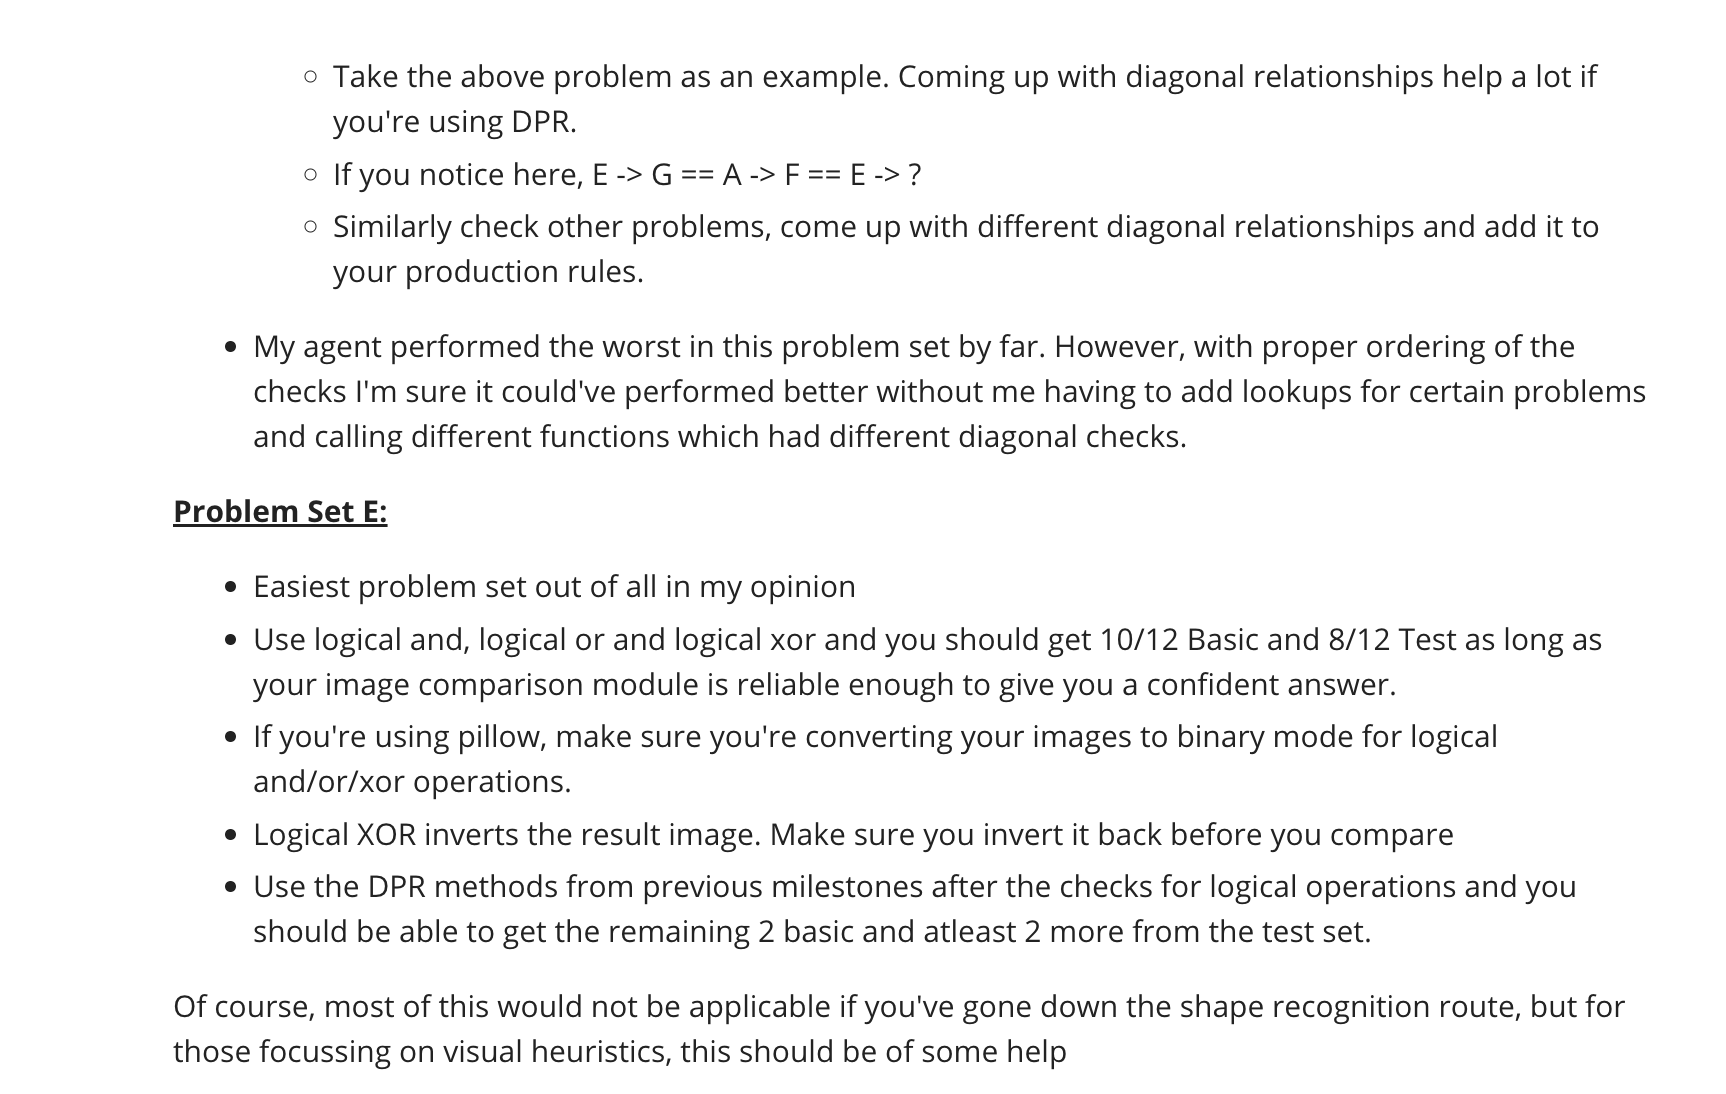 Take the above problem as an example. Coming up with diagonal relationships help a lot if
you're using DPR.
If you notice here, E -> G == A -> F == E -> ?
Similarly check other problems, come up with different diagonal relationships and add it to
your production rules.
My agent performed the worst in this problem set by far. However, with proper ordering of the
checks I'm sure it could've performed better without me having to add lookups for certain problems
and calling different functions which had different diagonal checks.
Problem Set E:
Easiest problem set out of all in my opinion
Use logical and, logical or and logical xor and you should get 10/12 Basic and 8/12 Test as long as
your image comparison module is reliable enough to give you a confident answer.
If you're using pillow, make sure you're converting your images to binary mode for logical
and/or/xor operations.
Logical XOR inverts the result image. Make sure you invert it back before you compare
Use the DPR methods from previous milestones after the checks for logical operations and you
should be able to get the remaining 2 basic and atleast 2 more from the test set.
Of course, most of this would not be applicable if you've gone down the shape recognition route, but for
those focussing on visual heuristics, this should be of some help